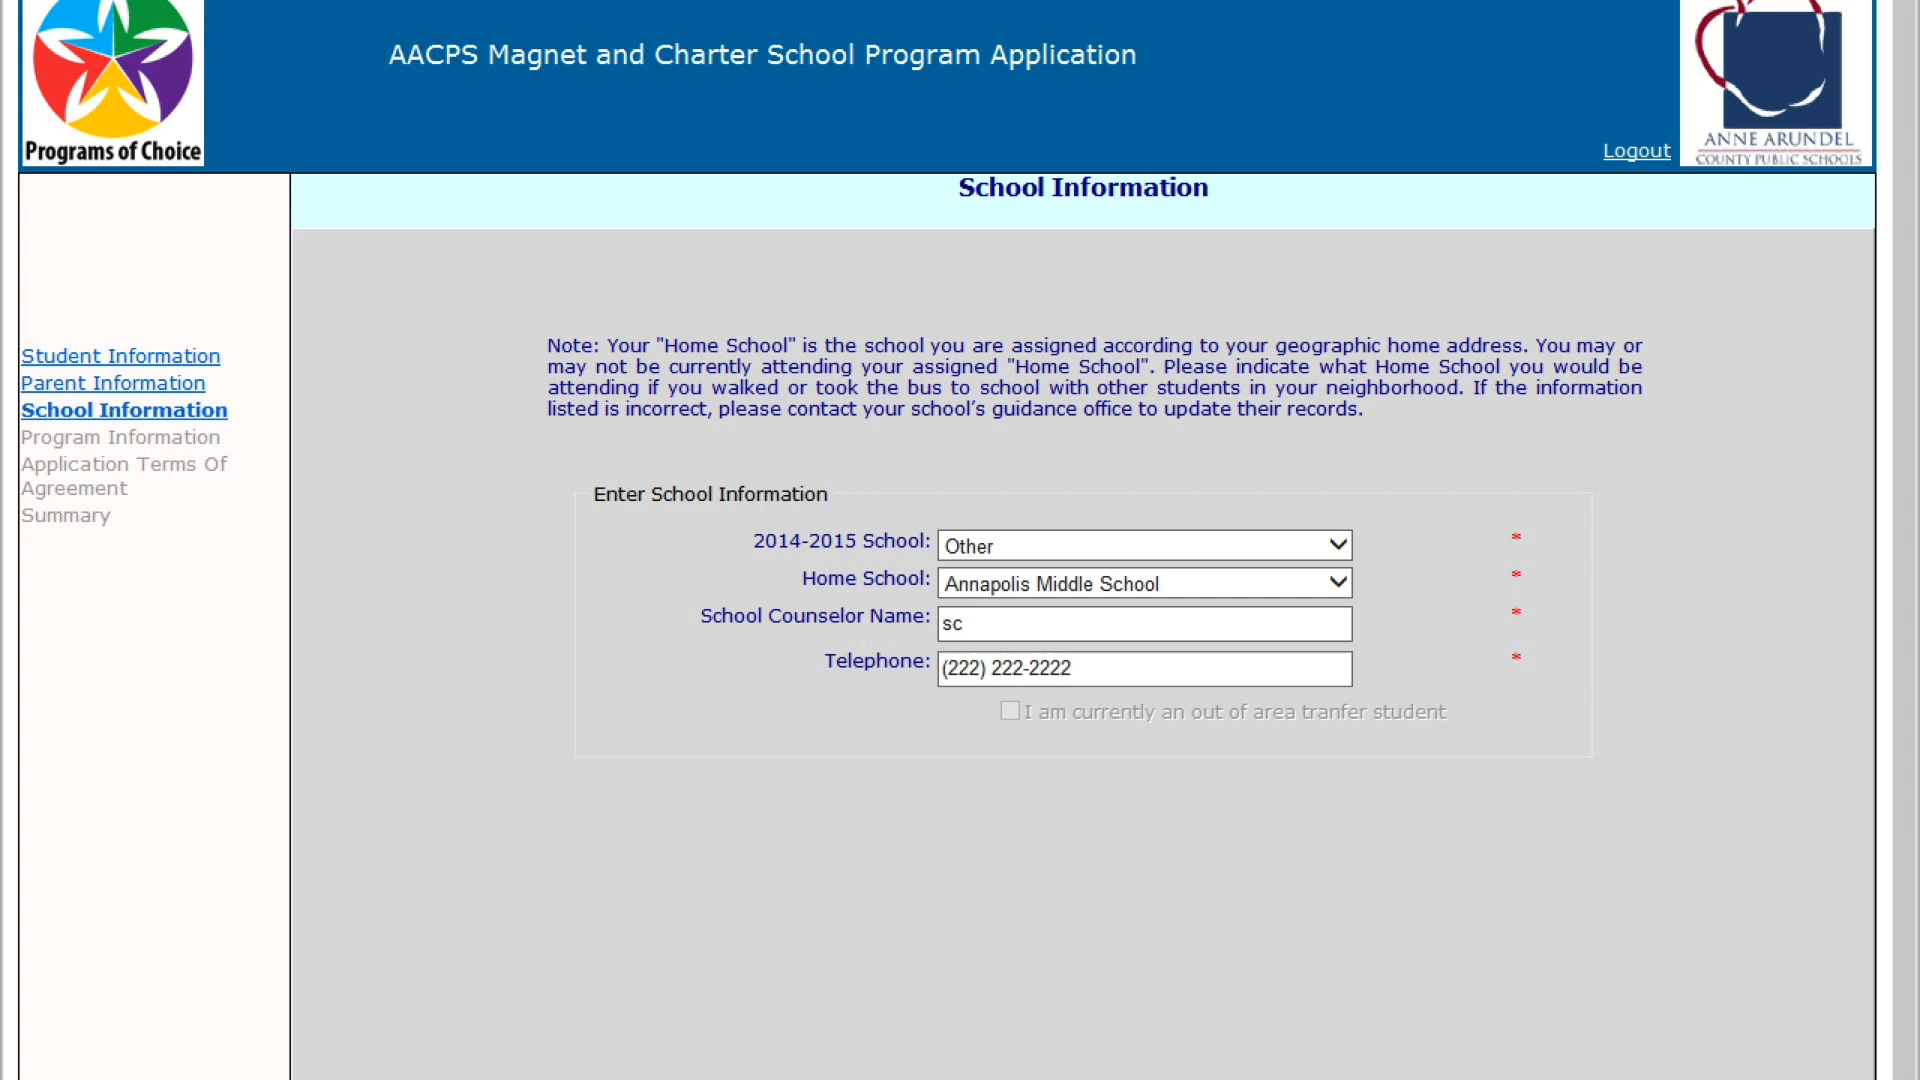 AACPS Magnet and Charter School Program Application
Programs of Choice
Logout
ANNE ARUNDEL
COUNTY PUBLIC SCHOOLS
School Information
Student Information
Parent Information
School Information
Program Information
Application Terms Of
Agreement
Summary
Note: Your "Home School" is the school you are assigned according to your geographic home address. You may or
may not be currently attending your assigned "Home School". Please indicate what Home School you would be
attending if you walked or took the bus to school with other students in your neighborhood. If the information
listed is incorrect, please contact your school’s guidance office to update their records.
Enter School Information
2014-2015 School: Other *
Home School: Annapolis Middle School *
School Counselor Name: sc *
Telephone: (222) 222-2222 *
I am currently an out of area tranfer student